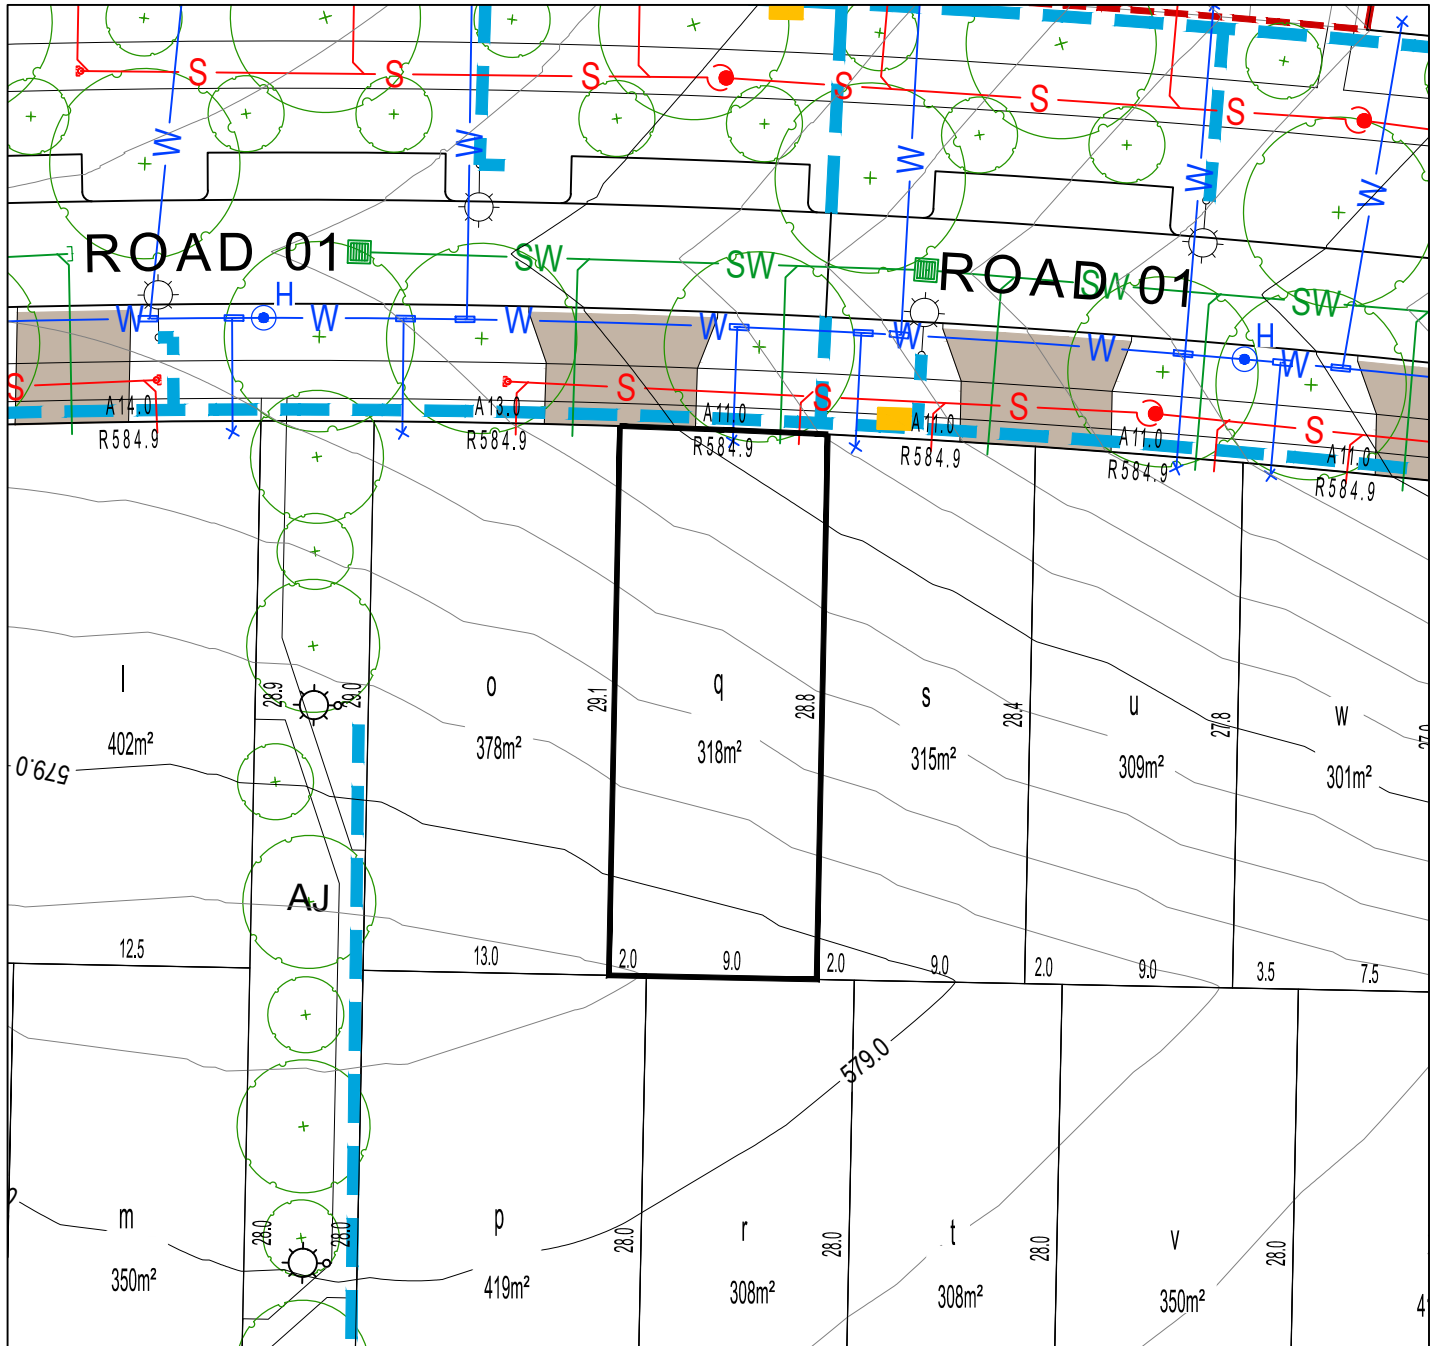 S S S S S S
W W W W W
ROAD 01 SW SW ROAD 01 SW SW
H
W W W W W W W H W
S S S S S
A14.0 A13.0 A11.0 A11.0 A11.0 A11.0
R584.9 R584.9 R584.9 R584.9 R584.9 R584.9
l o q s u w
28.9 29.0 29.1 28.8 28.4 27.8 27.0
402m² 378m² 318m² 315m² 309m² 301m²
579.0
AJ
12.5 13.0 2.0 9.0 2.0 9.0 2.0 9.0 3.5 7.5
579.0
m p r t v
28.0 28.0 28.0 28.0 28.0 28.0
350m² 419m² 308m² 308m² 350m² 41